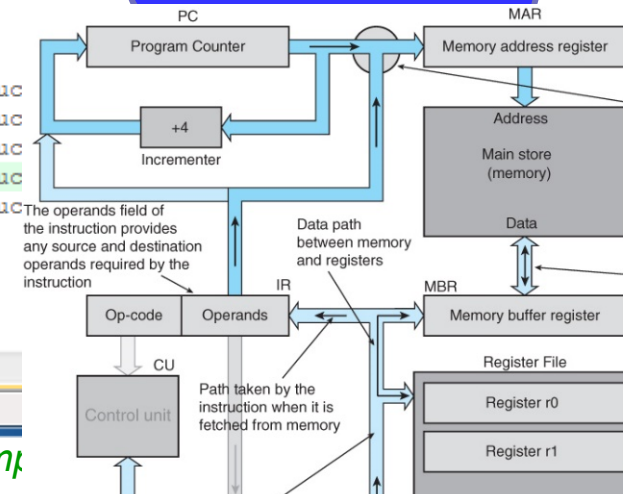 PC
MAR
Program Counter
Memory address register
+4
Incrementer
Address
Main store
(memory)
Data
The operands field of
the instruction provides
any source and destination
operands required by the
instruction
Data path
between memory
and registers
IR
MBR
Op-code
Operands
Memory buffer register
CU
Control unit
Path taken by the
instruction when it is
fetched from memory
Register File
Register r0
Register r1